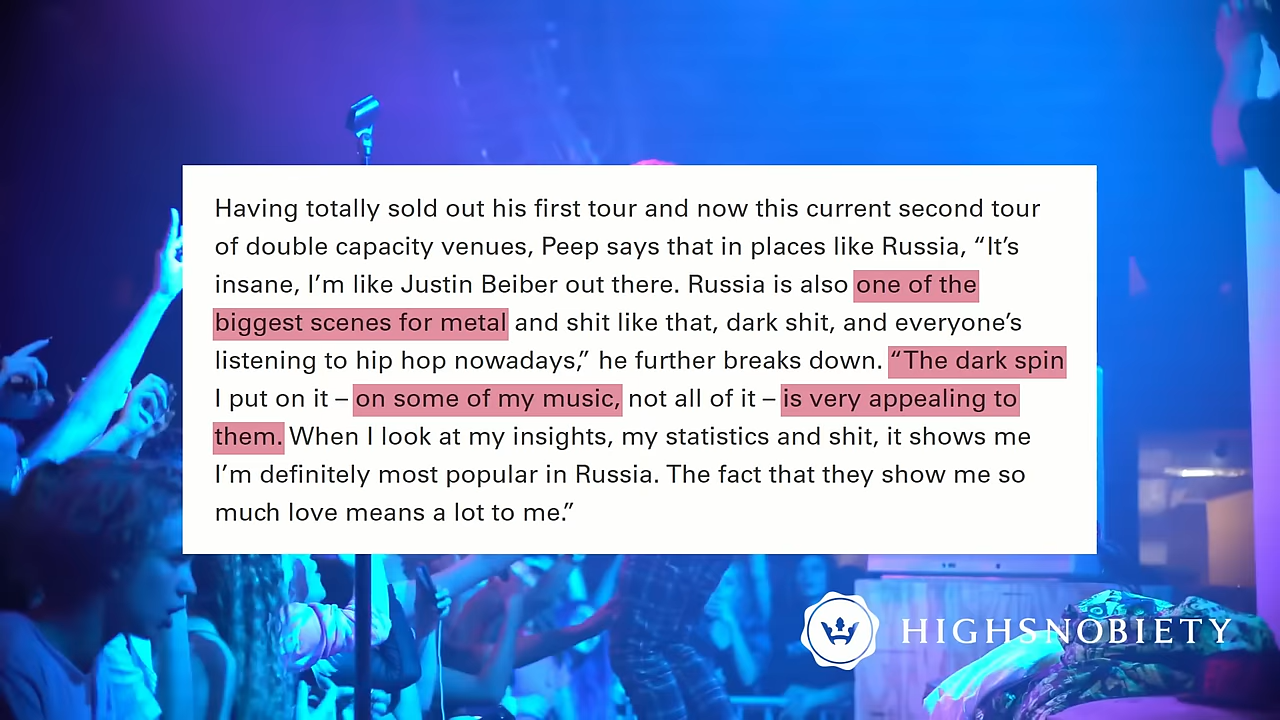 Having totally sold out his first tour and now this current second tour
of double capacity venues, Peep says that in places like Russia, “It’s
insane, I’m like Justin Beiber out there. Russia is also one of the
biggest scenes for metal and shit like that, dark shit, and everyone’s
listening to hip hop nowadays,” he further breaks down. “The dark spin
I put on it – on some of my music, not all of it – is very appealing to
them. When I look at my insights, my statistics and shit, it shows me
I’m definitely most popular in Russia. The fact that they show me so
much love means a lot to me.”
HIGHSNOBIETY